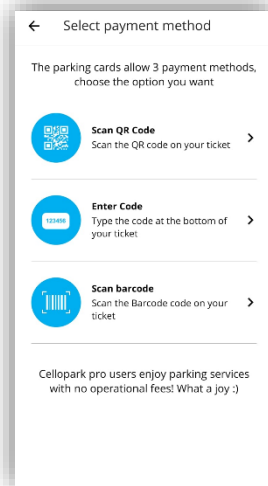 Select payment method
The parking cards allow 3 payment methods,
choose the option you want
Scan QR Code
Scan the QR code on your ticket
123456
Enter Code
Type the code at the bottom of
your ticket
Scan barcode
Scan the Barcode code on your
ticket
Cellopark pro users enjoy parking services
with no operational fees! What a joy :)